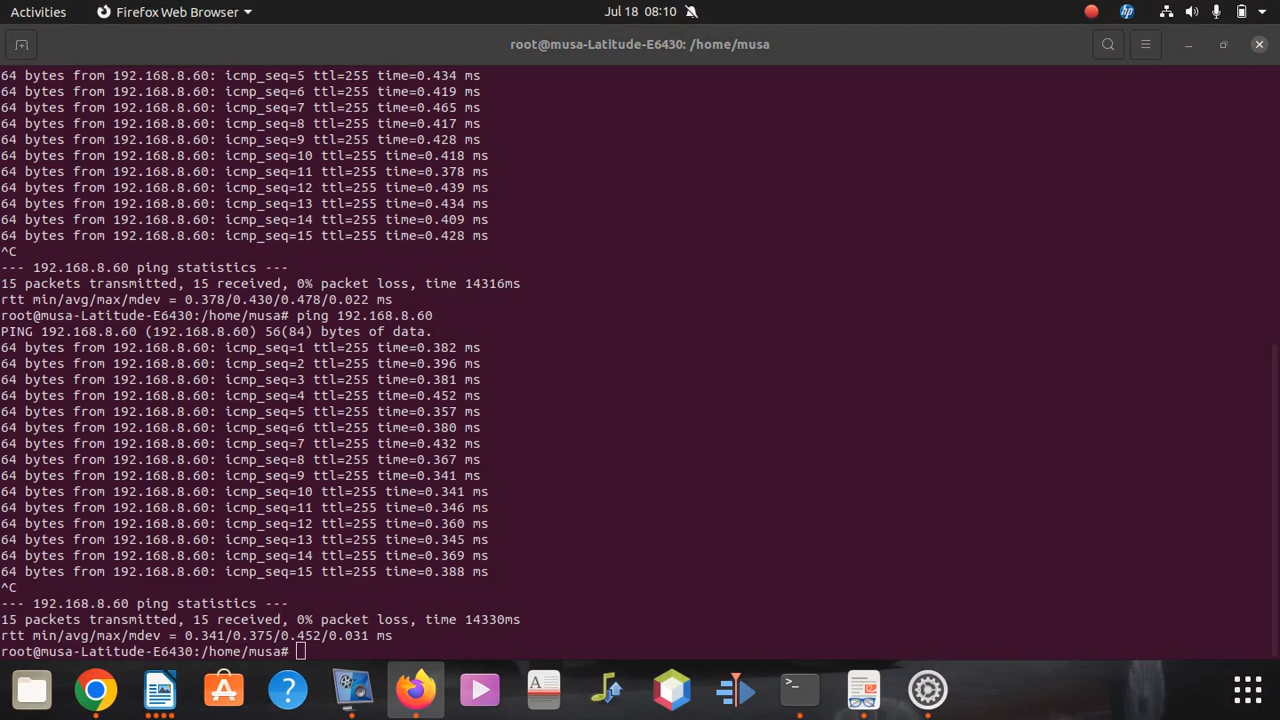 Activities
Firefox Web Browser
Jul 18 08:10
root@musa-Latitude-E6430: /home/musa
64 bytes from 192.168.8.60: icmp_seq=5 ttl=255 time=0.434 ms
64 bytes from 192.168.8.60: icmp_seq=6 ttl=255 time=0.419 ms
64 bytes from 192.168.8.60: icmp_seq=7 ttl=255 time=0.465 ms
64 bytes from 192.168.8.60: icmp_seq=8 ttl=255 time=0.417 ms
64 bytes from 192.168.8.60: icmp_seq=9 ttl=255 time=0.428 ms
64 bytes from 192.168.8.60: icmp_seq=10 ttl=255 time=0.418 ms
64 bytes from 192.168.8.60: icmp_seq=11 ttl=255 time=0.378 ms
64 bytes from 192.168.8.60: icmp_seq=12 ttl=255 time=0.439 ms
64 bytes from 192.168.8.60: icmp_seq=13 ttl=255 time=0.434 ms
64 bytes from 192.168.8.60: icmp_seq=14 ttl=255 time=0.409 ms
64 bytes from 192.168.8.60: icmp_seq=15 ttl=255 time=0.428 ms
^C
--- 192.168.8.60 ping statistics ---
15 packets transmitted, 15 received, 0% packet loss, time 14316ms
rtt min/avg/max/mdev = 0.378/0.430/0.478/0.022 ms
root@musa-Latitude-E6430:/home/musa# ping 192.168.8.60
PING 192.168.8.60 (192.168.8.60) 56(84) bytes of data.
64 bytes from 192.168.8.60: icmp_seq=1 ttl=255 time=0.382 ms
64 bytes from 192.168.8.60: icmp_seq=2 ttl=255 time=0.396 ms
64 bytes from 192.168.8.60: icmp_seq=3 ttl=255 time=0.381 ms
64 bytes from 192.168.8.60: icmp_seq=4 ttl=255 time=0.452 ms
64 bytes from 192.168.8.60: icmp_seq=5 ttl=255 time=0.357 ms
64 bytes from 192.168.8.60: icmp_seq=6 ttl=255 time=0.380 ms
64 bytes from 192.168.8.60: icmp_seq=7 ttl=255 time=0.432 ms
64 bytes from 192.168.8.60: icmp_seq=8 ttl=255 time=0.367 ms
64 bytes from 192.168.8.60: icmp_seq=9 ttl=255 time=0.341 ms
64 bytes from 192.168.8.60: icmp_seq=10 ttl=255 time=0.341 ms
64 bytes from 192.168.8.60: icmp_seq=11 ttl=255 time=0.346 ms
64 bytes from 192.168.8.60: icmp_seq=12 ttl=255 time=0.360 ms
64 bytes from 192.168.8.60: icmp_seq=13 ttl=255 time=0.345 ms
64 bytes from 192.168.8.60: icmp_seq=14 ttl=255 time=0.369 ms
64 bytes from 192.168.8.60: icmp_seq=15 ttl=255 time=0.388 ms
^C
--- 192.168.8.60 ping statistics ---
15 packets transmitted, 15 received, 0% packet loss, time 14330ms
rtt min/avg/max/mdev = 0.341/0.375/0.452/0.031 ms
root@musa-Latitude-E6430:/home/musa#